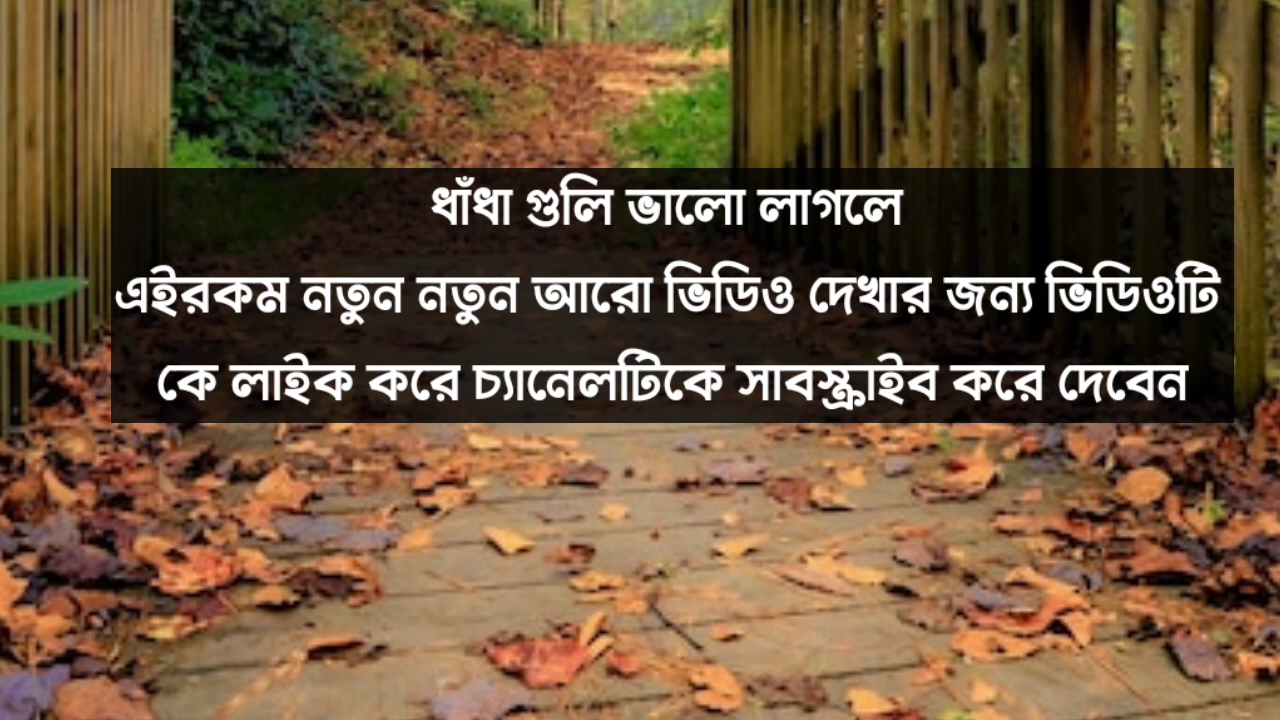 ধাঁধা গুলি ভালো লাগলে
এইরকম নতুন নতুন আরো ভিডিও দেখার জন্য ভিডিওটি
কে লাইক করে চ্যানেলটিকে সাবস্ক্রাইব করে দেবেন